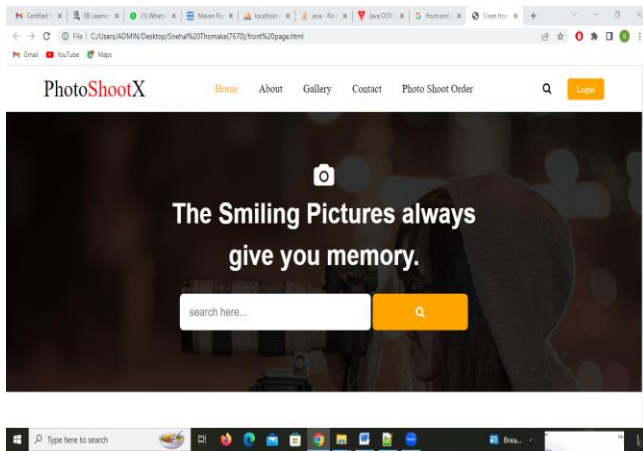 Certified S
EB Learne
(1) Whats
Maven Re
localhost
java - No
Java OOP
front end
Creat fron
File | C:/Users/ADMIN/Desktop/Snehal%20Thomake(7670)/front%20page.html
Gmail YouTube Maps
PhotoShootX Home About Gallery Contact Photo Shoot Order Login
The Smiling Pictures always
give you memory.
search here...
Type here to search Brea...